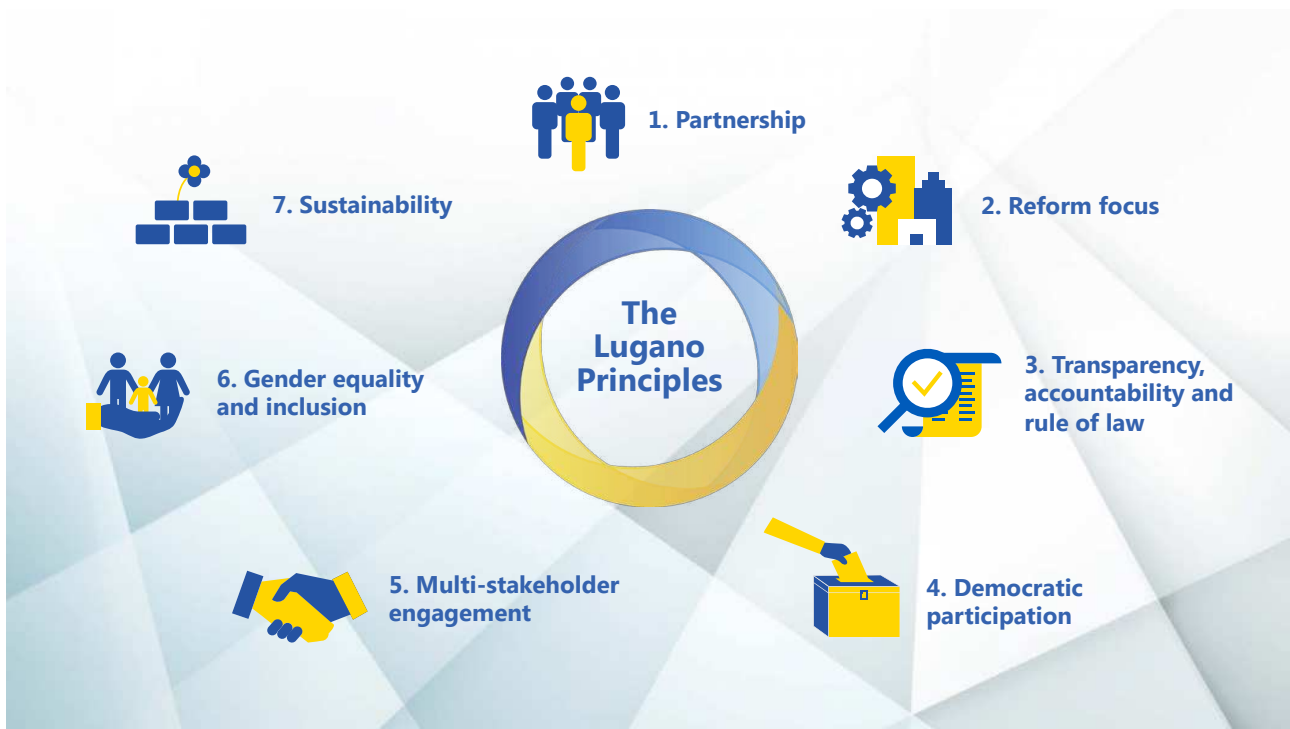 The
Lugano
Principles
1. Partnership
2. Reform focus
3. Transparency,
accountability and
rule of law
4. Democratic
participation
5. Multi-stakeholder
engagement
6. Gender equality
and inclusion
7. Sustainability